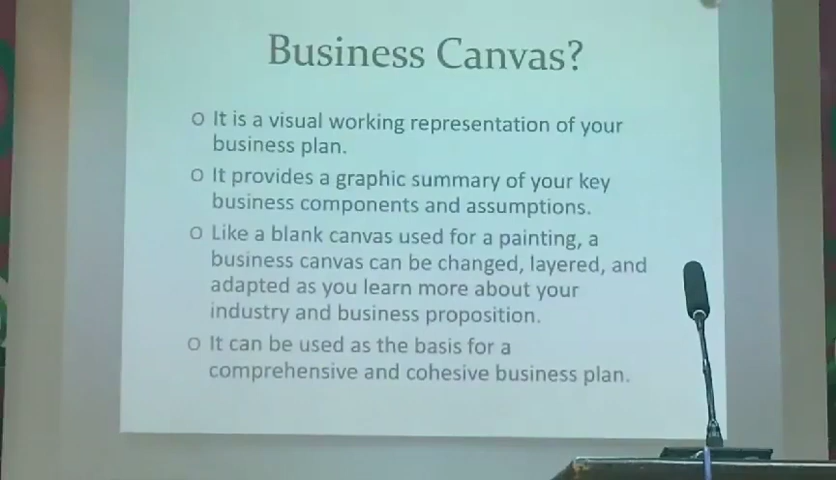 Business Canvas?
O It is a visual working representation of your
business plan.
O It provides a graphic summary of your key
business components and assumptions.
O Like a blank canvas used for a painting, a
business canvas can be changed, layered, and
adapted as you learn more about your
industry and business proposition.
O It can be used as the basis for a
comprehensive and cohesive business plan.